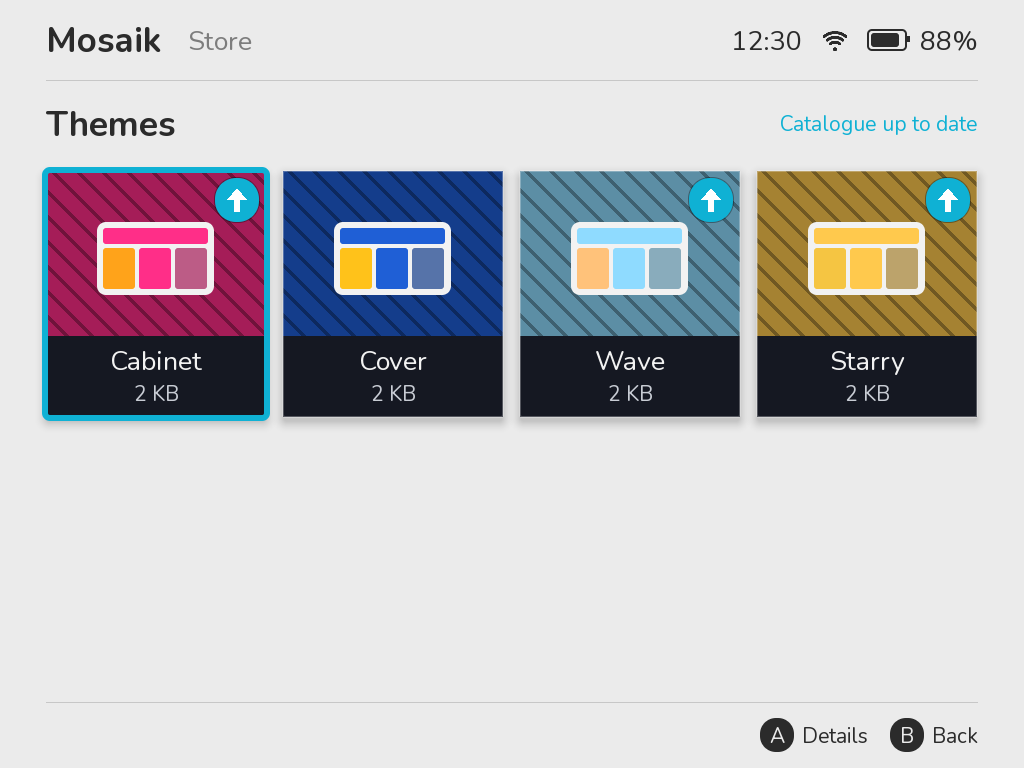 Mosaik Store 12:30 88%
Themes Catalogue up to date
Cabinet Cover Wave Starry
2 KB 2 KB 2 KB 2 KB
A Details B Back